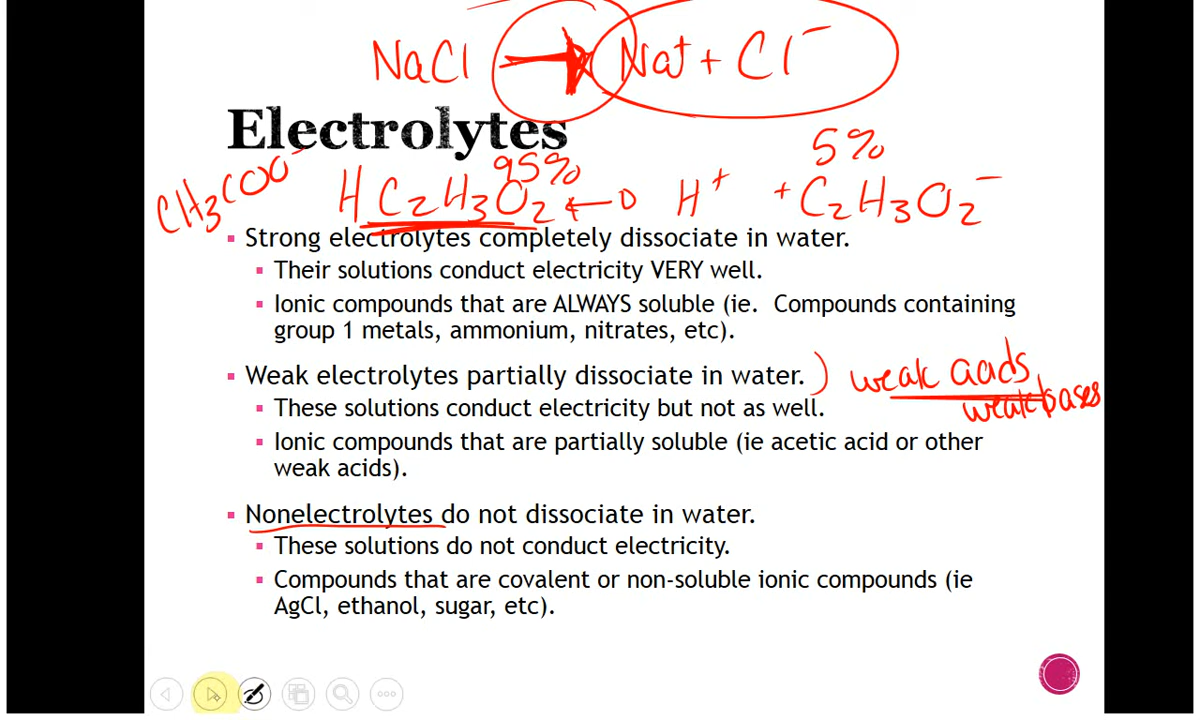 NaCl → Na+ + Cl−
Electrolytes
95% 5%
CH3COO−
HC2H3O2 ↔ H+ + C2H3O2−
▪ Strong electrolytes completely dissociate in water.
▪ Their solutions conduct electricity VERY well.
▪ Ionic compounds that are ALWAYS soluble (ie. Compounds containing
group 1 metals, ammonium, nitrates, etc).
▪ Weak electrolytes partially dissociate in water. ) weak acids
weak bases
▪ These solutions conduct electricity but not as well.
▪ Ionic compounds that are partially soluble (ie acetic acid or other
weak acids).
▪ Nonelectrolytes do not dissociate in water.
▪ These solutions do not conduct electricity.
▪ Compounds that are covalent or non-soluble ionic compounds (ie
AgCl, ethanol, sugar, etc).